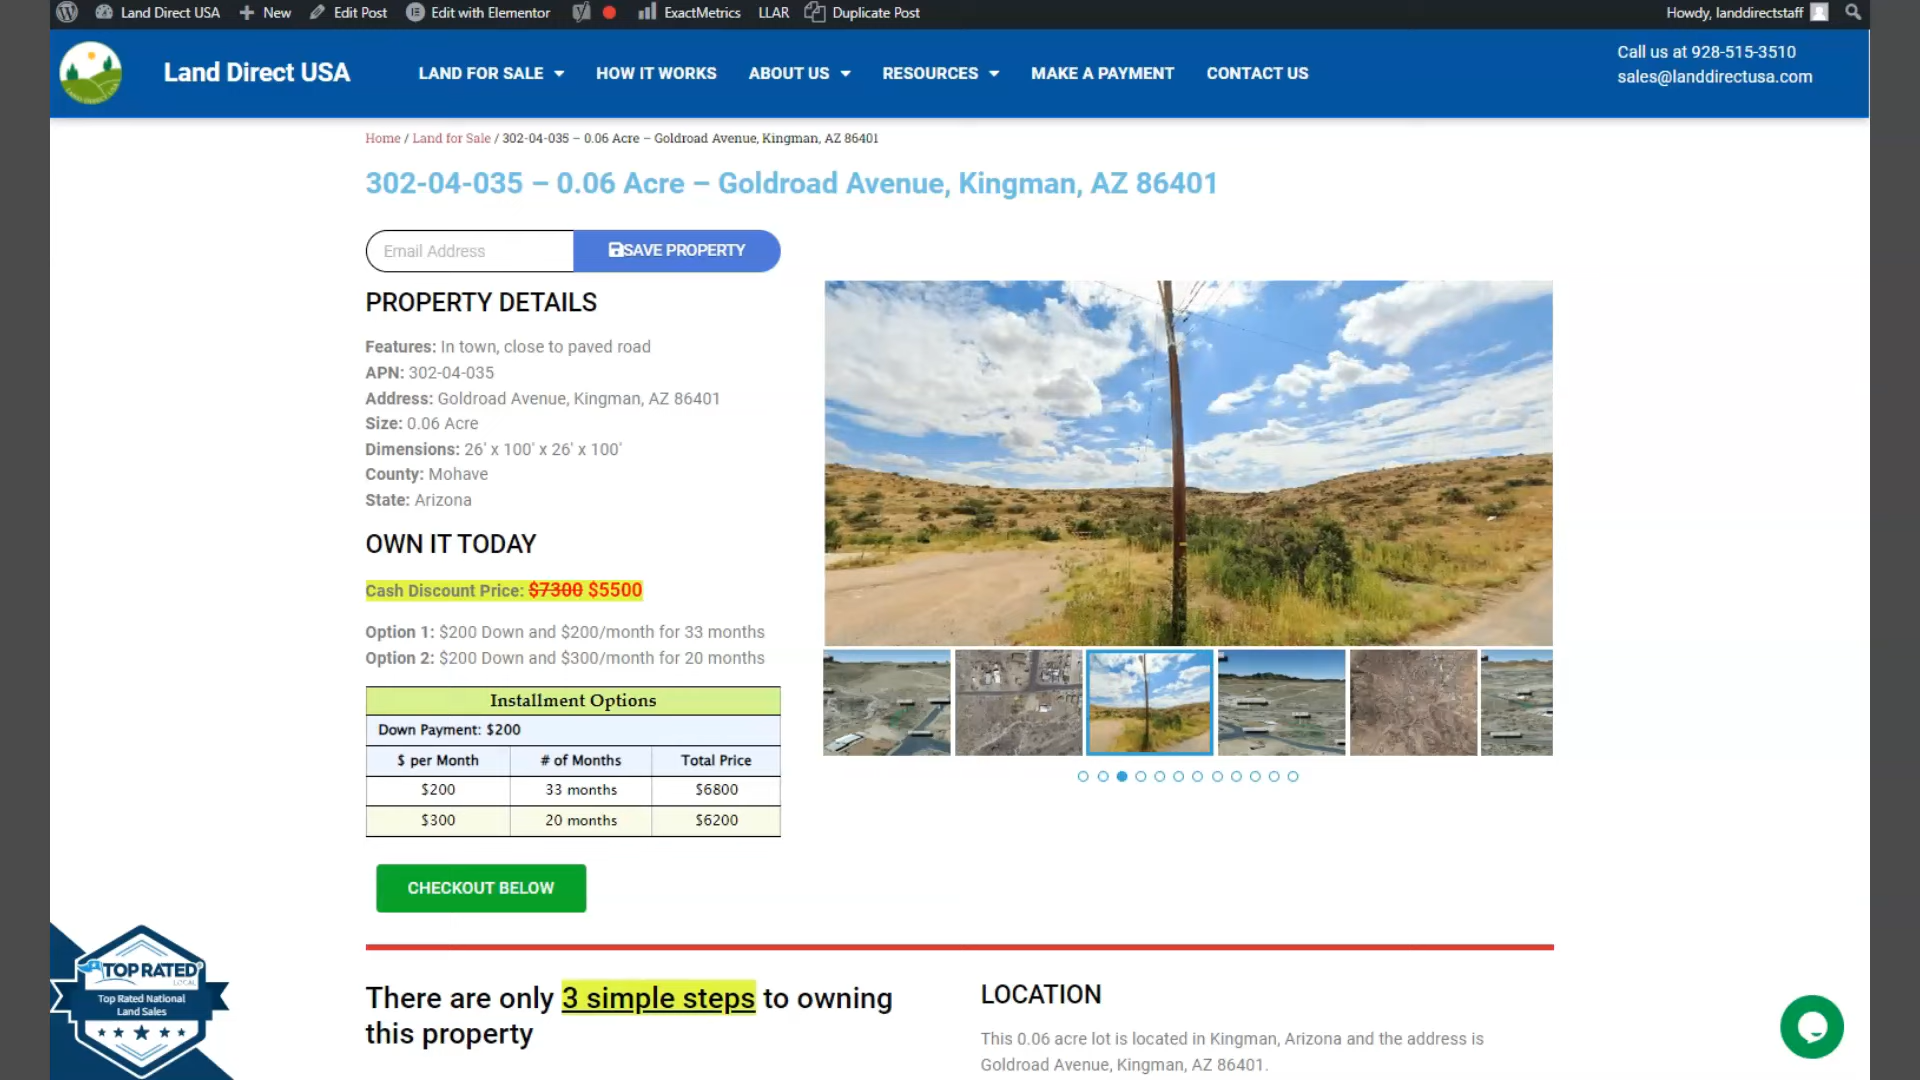 Land Direct USA
New
Edit Post
Edit with Elementor
ExactMetrics
LLAR
Duplicate Post
Howdy, landdirectstaff
Land Direct USA
LAND FOR SALE
HOW IT WORKS
ABOUT US
RESOURCES
MAKE A PAYMENT
CONTACT US
Call us at 928-515-3510
sales@landdirectusa.com
Home / Land for Sale / 302-04-035 – 0.06 Acre – Goldroad Avenue, Kingman, AZ 86401
302-04-035 – 0.06 Acre – Goldroad Avenue, Kingman, AZ 86401
Email Address
SAVE PROPERTY
PROPERTY DETAILS
Features: In town, close to paved road
APN: 302-04-035
Address: Goldroad Avenue, Kingman, AZ 86401
Size: 0.06 Acre
Dimensions: 26' x 100' x 26' x 100'
County: Mohave
State: Arizona
OWN IT TODAY
Cash Discount Price: $7300 $5500
Option 1: $200 Down and $200/month for 33 months
Option 2: $200 Down and $300/month for 20 months
Installment Options
Down Payment: $200
$ per Month # of Months Total Price
$200 33 months $6800
$300 20 months $6200
CHECKOUT BELOW
TOP RATED
LOCAL
Top Rated National
Land Sales
There are only 3 simple steps to owning
this property
LOCATION
This 0.06 acre lot is located in Kingman, Arizona and the address is
Goldroad Avenue, Kingman, AZ 86401.